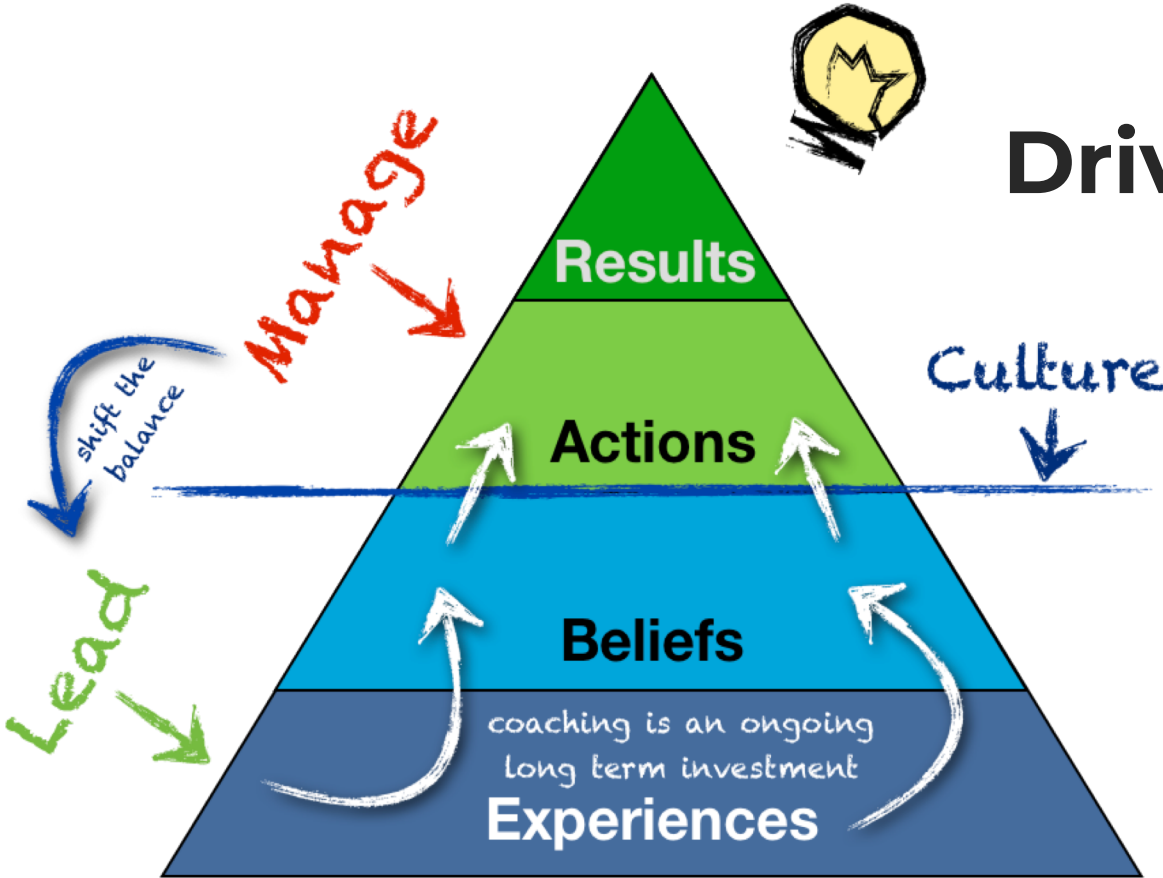 Driv
Manage
Results
shift the
balance
Culture
Actions
Lead
Beliefs
coaching is an ongoing
long term investment
Experiences